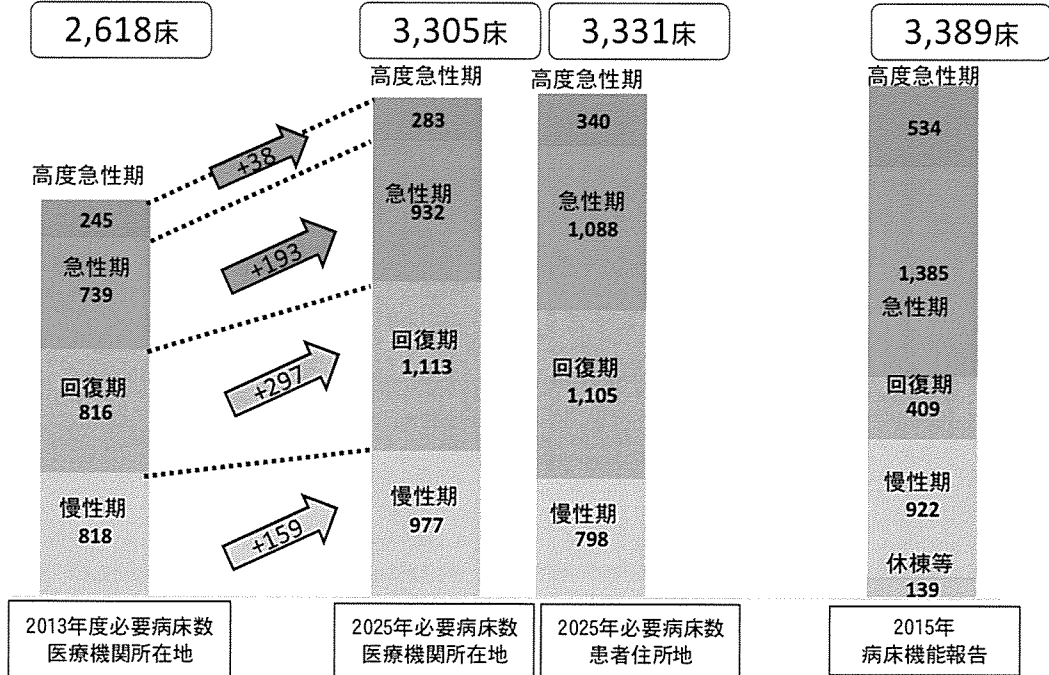 2,618床
3,305床
3,331床
3,389床
高度急性期
245
急性期
739
回復期
816
慢性期
818
+38
+193
+297
+159
高度急性期
283
急性期
932
回復期
1,113
慢性期
977
高度急性期
340
急性期
1,088
回復期
1,105
慢性期
798
高度急性期
534
1,385
急性期
回復期
409
慢性期
922
休棟等
139
2013年度必要病床数
医療機関所在地
2025年必要病床数
医療機関所在地
2025年必要病床数
患者住所地
2015年
病床機能報告